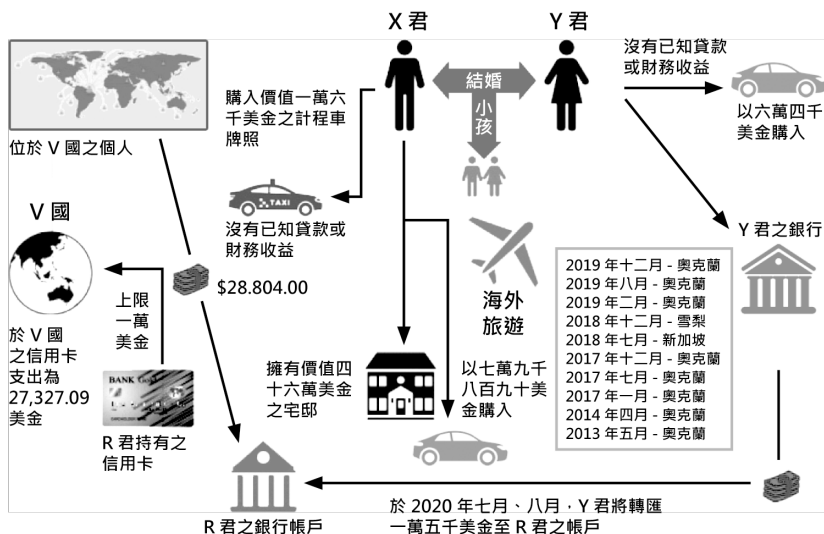 X 君
Y 君
結婚
小孩
沒有已知貸款
或財務收益
以六萬四千
美金購入
購入價值一萬六
千美金之計程車
牌照
TAXI
沒有已知貸款或
財務收益
位於 V 國之個人
V 國
上限
一萬
美金
$28.804.00
於 V 國
之信用卡
支出為
27,327.09
美金
BANK
R 君持有之
信用卡
擁有價值四
十六萬美金
之宅邸
海外
旅遊
以七萬九千
八百九十美
金購入
Y 君之銀行
2019 年十二月 - 奧克蘭
2019 年八月 - 奧克蘭
2019 年二月 - 奧克蘭
2018 年十二月 - 雪梨
2018 年七月 - 新加坡
2017 年十二月 - 奧克蘭
2017 年七月 - 奧克蘭
2017 年一月 - 奧克蘭
2014 年四月 - 奧克蘭
2013 年五月 - 奧克蘭
R 君之銀行帳戶
於 2020 年七月、八月，Y 君將轉匯
一萬五千美金至 R 君之帳戶